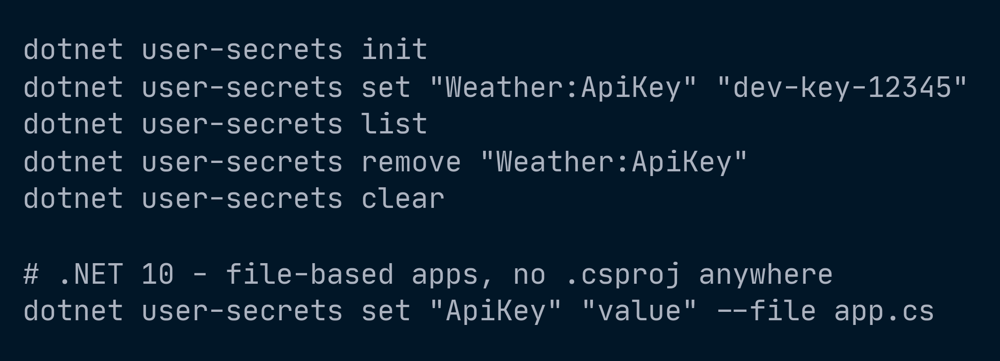 dotnet user-secrets init
dotnet user-secrets set "Weather:ApiKey" "dev-key-12345"
dotnet user-secrets list
dotnet user-secrets remove "Weather:ApiKey"
dotnet user-secrets clear

# .NET 10 - file-based apps, no .csproj anywhere
dotnet user-secrets set "ApiKey" "value" --file app.cs